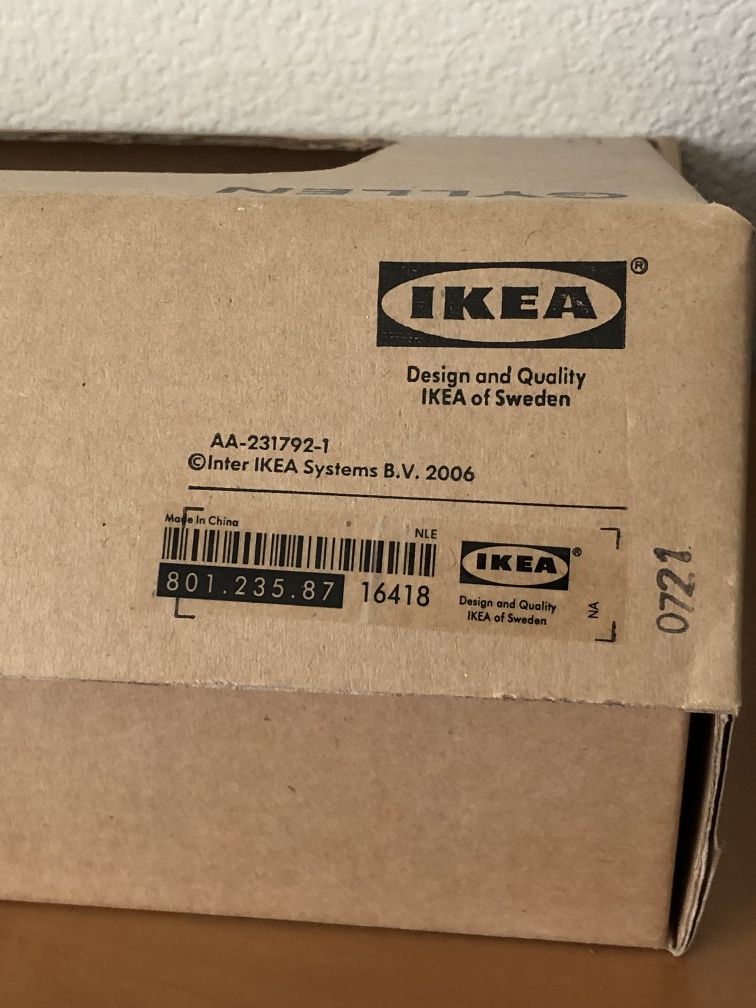 GYLLEN
IKEA®
Design and Quality
IKEA of Sweden
AA-231792-1
©Inter IKEA Systems B.V. 2006
Made In China
NLE
801.235.87 16418
IKEA®
Design and Quality
IKEA of Sweden
NA
0721